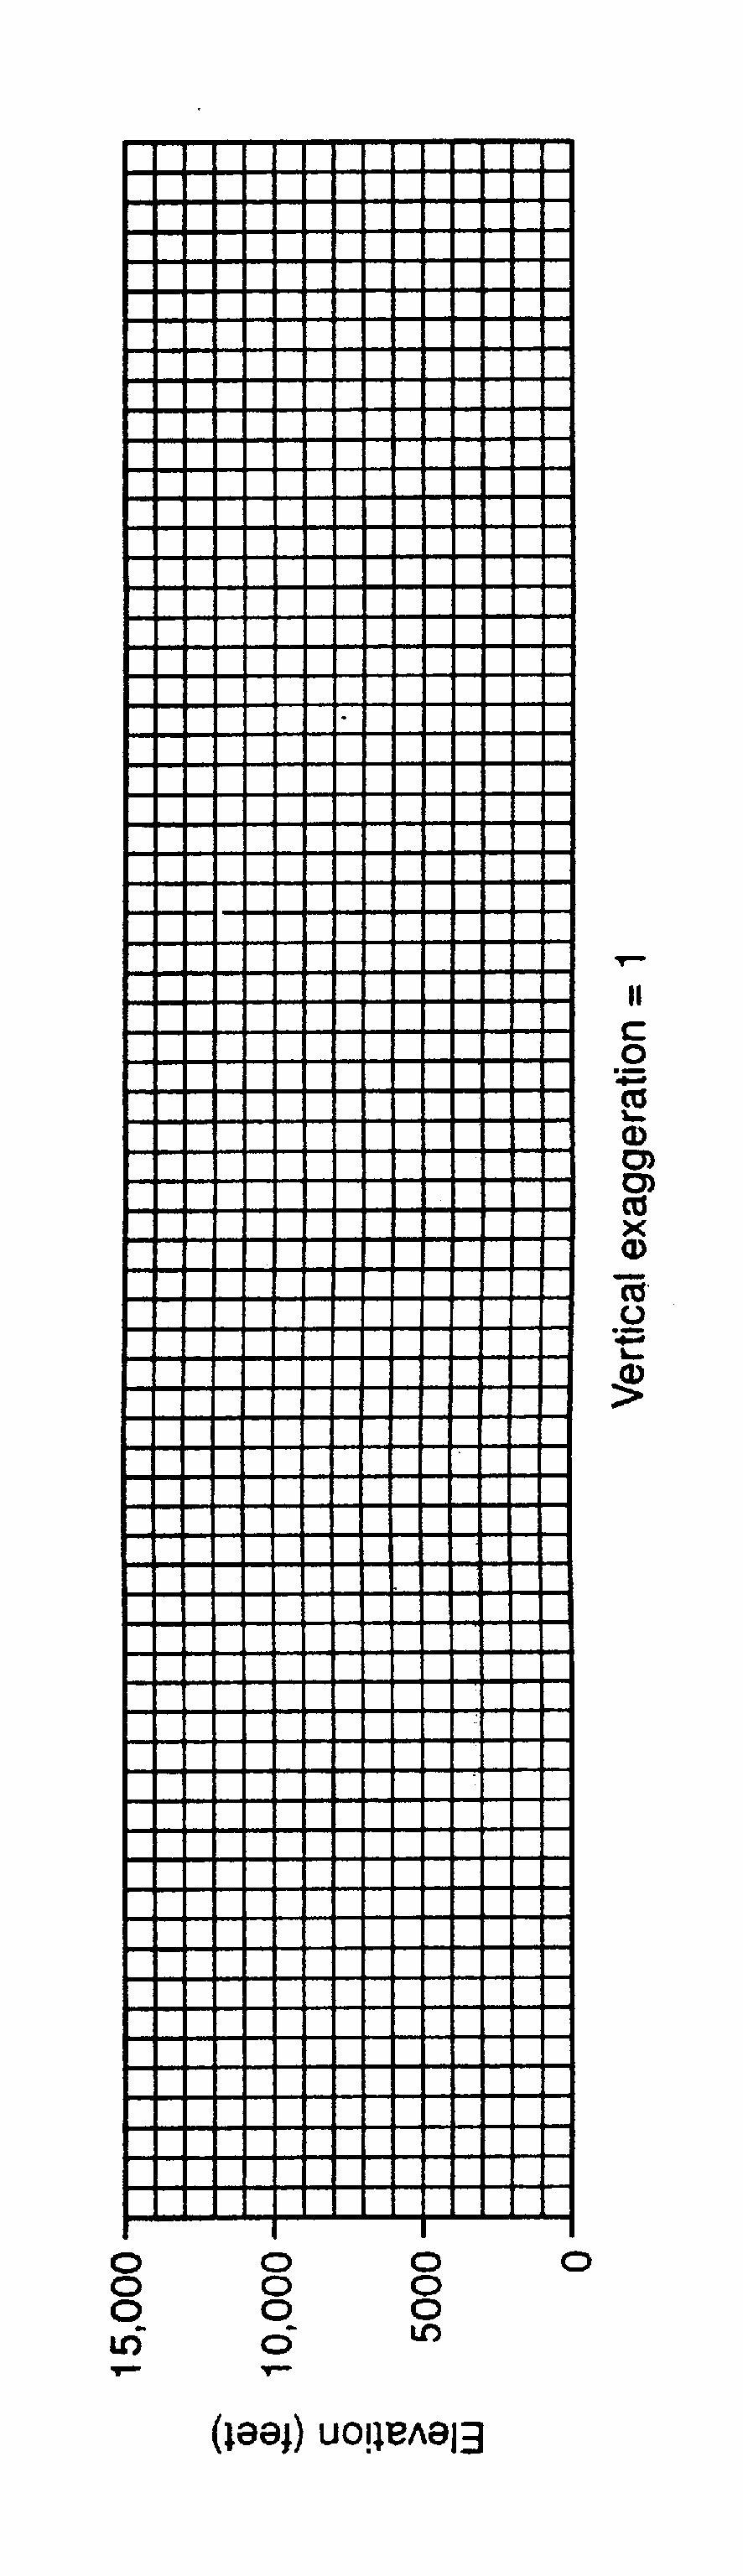 Elevation (feet)
15,000
10,000
5000
0
Vertical exaggeration = 1